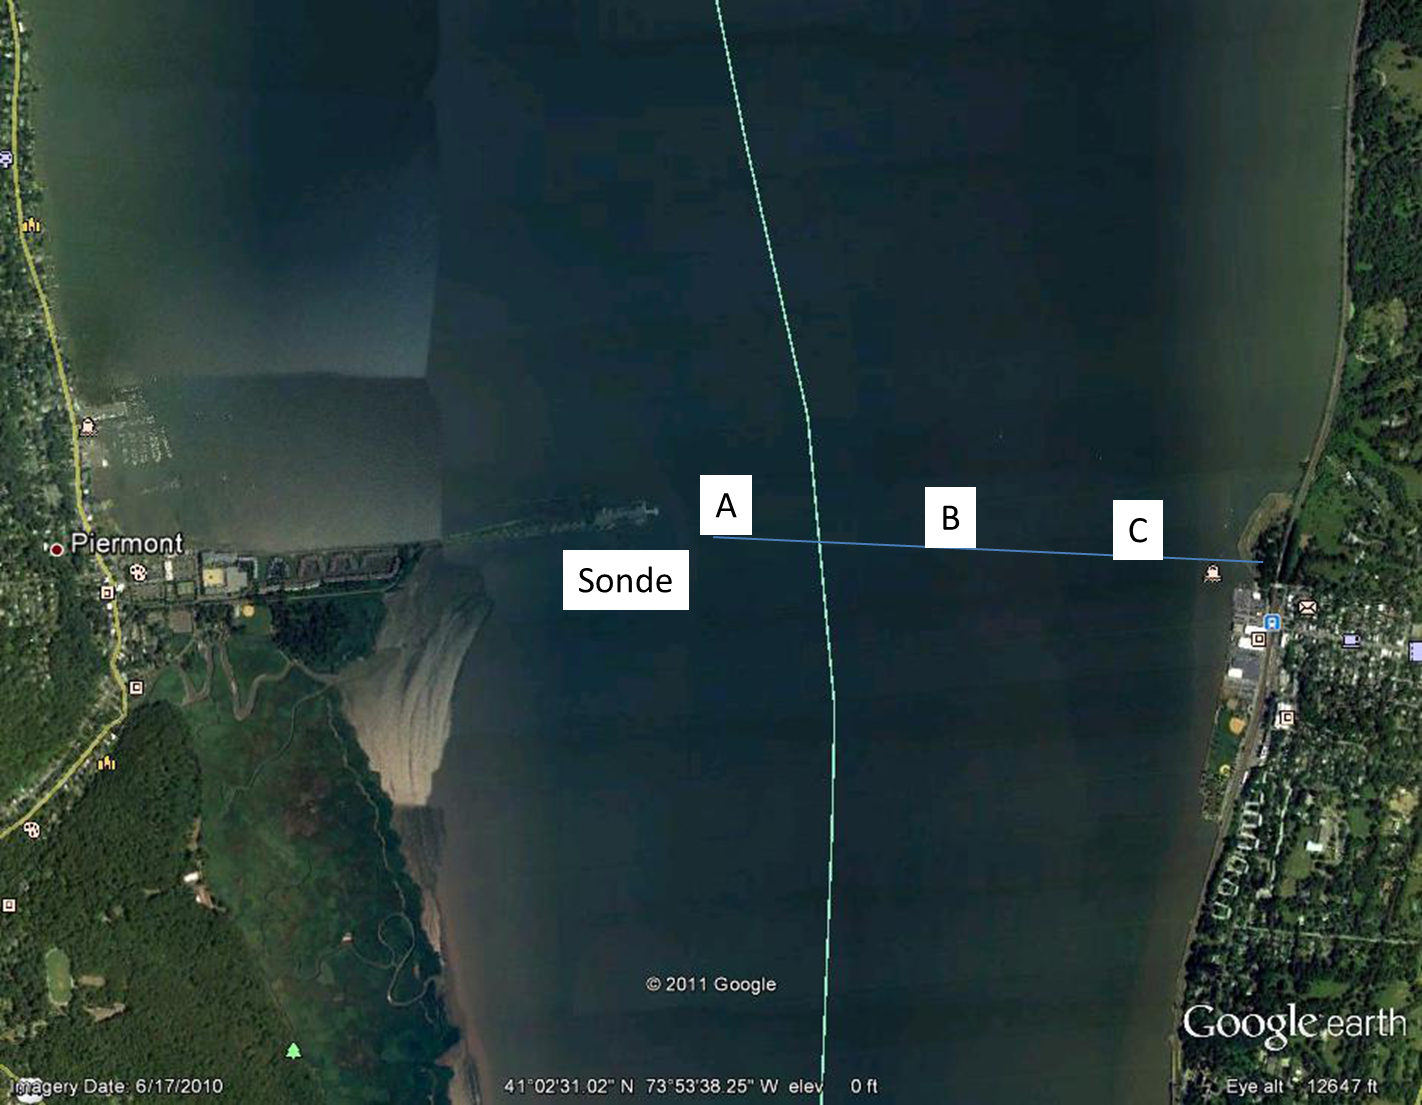 A
B
C
Piermont
Sonde
© 2011 Google
Google earth
Imagery Date: 6/17/2010
41°02'31.02" N 73°53'38.25" W elev 0 ft
Eye alt 12647 ft